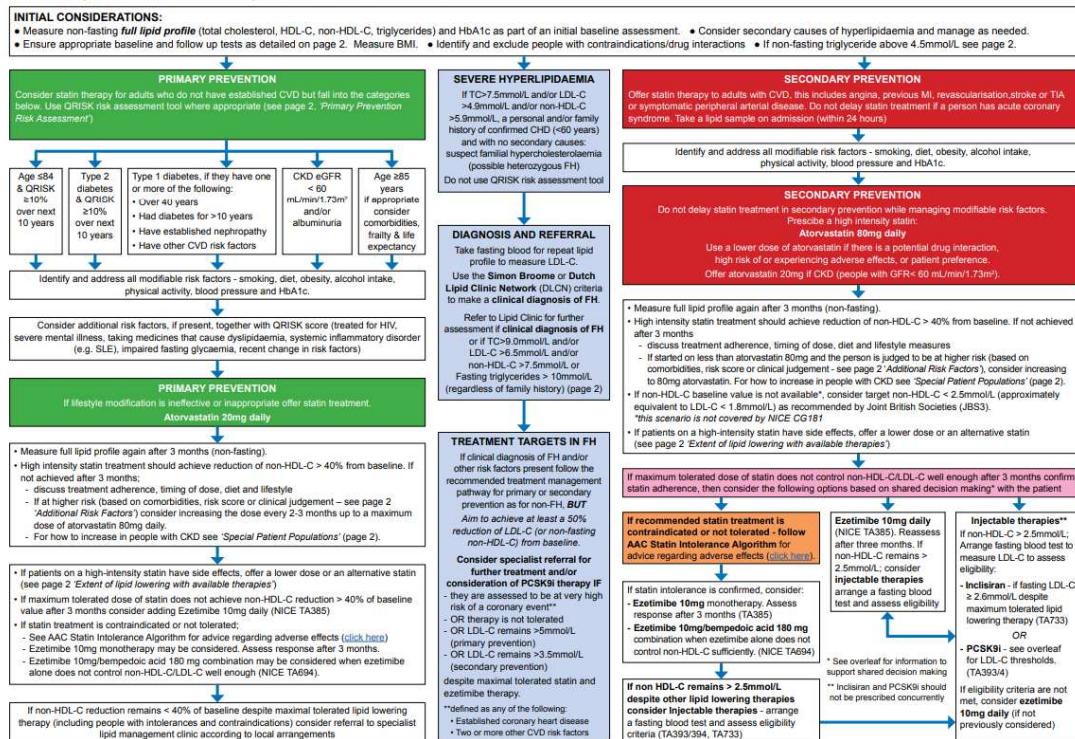 INITIAL CONSIDERATIONS:
• Measure non-fasting full lipid profile (total cholesterol, HDL-C, non-HDL-C, triglycerides) and HbA1c as part of an initial baseline assessment. • Consider secondary causes of hyperlipidaemia and manage as needed.
• Ensure appropriate baseline and follow up tests as detailed on page 2. Measure BMI. • Identify and exclude people with contraindications/drug interactions • If non-fasting triglyceride above 4.5mmol/L see page 2.
PRIMARY PREVENTION
Consider statin therapy for adults who do not have established CVD but fall into the categories
below. Use QRISK risk assessment tool where appropriate (see page 2, 'Primary Prevention
Risk Assessment')
Age ≤84
& QRISK
≥10%
over next
10 years
Type 2
diabetes
& QRISK
≥10%
over next
10 years
Type 1 diabetes, if they have one
or more of the following:
• Over 40 years
• Had diabetes for >10 years
• Have established nephropathy
• Have other CVD risk factors
CKD eGFR
< 60
mL/min/1.73m²
and/or
albuminuria
Age ≥85
years
if appropriate
consider
comorbidities,
frailty & life
expectancy
Identify and address all modifiable risk factors - smoking, diet, obesity, alcohol intake,
physical activity, blood pressure and HbA1c.
Consider additional risk factors, if present, together with QRISK score (treated for HIV,
severe mental illness, taking medicines that cause dyslipidaemia, systemic inflammatory disorder
(e.g. SLE), impaired fasting glycaemia, recent change in risk factors)
PRIMARY PREVENTION
If lifestyle modification is ineffective or inappropriate offer statin treatment.
Atorvastatin 20mg daily
• Measure full lipid profile again after 3 months (non-fasting).
• High intensity statin treatment should achieve reduction of non-HDL-C > 40% from baseline. If
not achieved after 3 months;
- discuss treatment adherence, timing of dose, diet and lifestyle
- If at higher risk (based on comorbidities, risk score or clinical judgement – see page 2
'Additional Risk Factors') consider increasing the dose every 2-3 months up to a maximum
dose of atorvastatin 80mg daily.
- For how to increase in people with CKD see 'Special Patient Populations' (page 2).
• If patients on a high-intensity statin have side effects, offer a lower dose or an alternative statin
(see page 2 'Extent of lipid lowering with available therapies')
• If maximum tolerated dose of statin does not achieve non-HDL-C reduction > 40% of baseline
value after 3 months consider adding Ezetimibe 10mg daily (NICE TA385)
• If statin treatment is contraindicated or not tolerated;
- See AAC Statin Intolerance Algorithm for advice regarding adverse effects (click here)
- Ezetimibe 10mg monotherapy may be considered. Assess response after 3 months.
- Ezetimibe 10mg/bempedoic acid 180 mg combination may be considered when ezetimibe
alone does not control non-HDL-C/LDL-C well enough (NICE TA694).
If non-HDL-C reduction remains < 40% of baseline despite maximal tolerated lipid lowering
therapy (including people with intolerances and contraindications) consider referral to specialist
lipid management clinic according to local arrangements
SEVERE HYPERLIPIDAEMIA
If TC>7.5mmol/L and/or LDL-C
>4.9mmol/L and/or non-HDL-C
>5.9mmol/L, a personal and/or family
history of confirmed CHD (<60 years)
and with no secondary causes:
suspect familial hypercholesterolaemia
(possible heterozygous FH)
Do not use QRISK risk assessment tool
DIAGNOSIS AND REFERRAL
Take fasting blood for repeat lipid
profile to measure LDL-C.
Use the Simon Broome or Dutch
Lipid Clinic Network (DLCN) criteria
to make a clinical diagnosis of FH.
Refer to Lipid Clinic for further
assessment if clinical diagnosis of FH
or if TC>9.0mmol/L and/or
LDL-C >6.5mmol/L and/or
non-HDL-C >7.5mmol/L or
Fasting triglycerides > 10mmol/L
(regardless of family history) (page 2)
TREATMENT TARGETS IN FH
If clinical diagnosis of FH and/or
other risk factors present follow the
recommended treatment management
pathway for primary or secondary
prevention as for non-FH, BUT
Aim to achieve at least a 50%
reduction of LDL-C (or non-fasting
non-HDL-C) from baseline.
Consider specialist referral for
further treatment and/or
consideration of PCSK9i therapy IF
- they are assessed to be at very high
risk of a coronary event**
- OR therapy is not tolerated
- OR LDL-C remains >5mmol/L
(primary prevention)
- OR LDL-C remains >3.5mmol/L
(secondary prevention)
despite maximal tolerated statin and
ezetimibe therapy.
**defined as any of the following:
• Established coronary heart disease
• Two or more other CVD risk factors
SECONDARY PREVENTION
Offer statin therapy to adults with CVD, this includes angina, previous MI, revascularisation,stroke or TIA
or symptomatic peripheral arterial disease. Do not delay statin treatment if a person has acute coronary
syndrome. Take a lipid sample on admission (within 24 hours)
Identify and address all modifiable risk factors - smoking, diet, obesity, alcohol intake,
physical activity, blood pressure and HbA1c.
SECONDARY PREVENTION
Do not delay statin treatment in secondary prevention while managing modifiable risk factors.
Prescibe a high intensity statin:
Atorvastatin 80mg daily
Use a lower dose of atorvastatin if there is a potential drug interaction,
high risk of or experiencing adverse effects, or patient preference.
Offer atorvastatin 20mg if CKD (people with GFR< 60 mL/min/1.73m²).
• Measure full lipid profile again after 3 months (non-fasting).
• High intensity statin treatment should achieve reduction of non-HDL-C > 40% from baseline. If not achieved
after 3 months
- discuss treatment adherence, timing of dose, diet and lifestyle measures
- If started on less than atorvastatin 80mg and the person is judged to be at higher risk (based on
comorbidities, risk score or clinical judgement - see page 2 'Additional Risk Factors'), consider increasing
to 80mg atorvastatin. For how to increase in people with CKD see 'Special Patient Populations' (page 2).
• If non-HDL-C baseline value is not available*, consider target non-HDL-C < 2.5mmol/L (approximately
equivalent to LDL-C < 1.8mmol/L) as recommended by Joint British Societies (JBS3).
*this scenario is not covered by NICE CG181
• If patients on a high-intensity statin have side effects, offer a lower dose or an alternative statin
(see page 2 'Extent of lipid lowering with available therapies')
If maximum tolerated dose of statin does not control non-HDL-C/LDL-C well enough after 3 months confirm
statin adherence, then consider the following options based on shared decision making* with the patient
If recommended statin treatment is
contraindicated or not tolerated - follow
AAC Statin Intolerance Algorithm for
advice regarding adverse effects (click here).
If statin intolerance is confirmed, consider:
- Ezetimibe 10mg monotherapy. Assess
response after 3 months (TA385)
- Ezetimibe 10mg/bempedoic acid 180 mg
combination when ezetimibe alone does not
control non-HDL-C sufficiently. (NICE TA694)
If non HDL-C remains > 2.5mmol/L
despite other lipid lowering therapies
consider Injectable therapies - arrange
a fasting blood test and assess eligibility
criteria (TA393/394, TA733)
Ezetimibe 10mg daily
(NICE TA385). Reassess
after three months. If
non-HDL-C remains >
2.5mmol/L; consider
injectable therapies
arrange a fasting blood
test and assess eligibility
* See overleaf for information to
support shared decision making
** Inclisiran and PCSK9i should
not be prescribed concurrently
Injectable therapies**
If non-HDL-C > 2.5mmol/L;
Arrange fasting blood test to
measure LDL-C to assess
eligibility:
- Inclisiran - if fasting LDL-C
≥ 2.6mmol/L despite
maximum tolerated lipid
lowering therapy
(TA733)
OR
- PCSK9i - see overleaf
for LDL-C thresholds.
(TA393/4)
If eligibility criteria are not
met, consider ezetimibe
10mg daily (if not
previously considered)